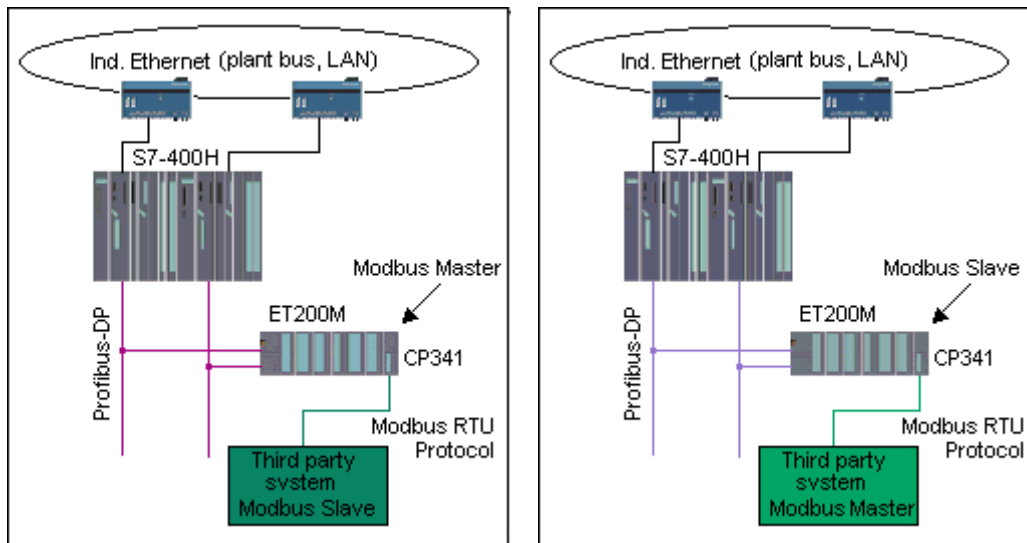 Ind. Ethernet (plant bus, LAN)
S7-400H
Modbus Master
ET200M
Profibus-DP
CP341
Modbus RTU
Protocol
Third party
system
Modbus Slave
Ind. Ethernet (plant bus, LAN)
S7-400H
Modbus Slave
ET200M
Profibus-DP
CP341
Modbus RTU
Protocol
Third party
system
Modbus Master